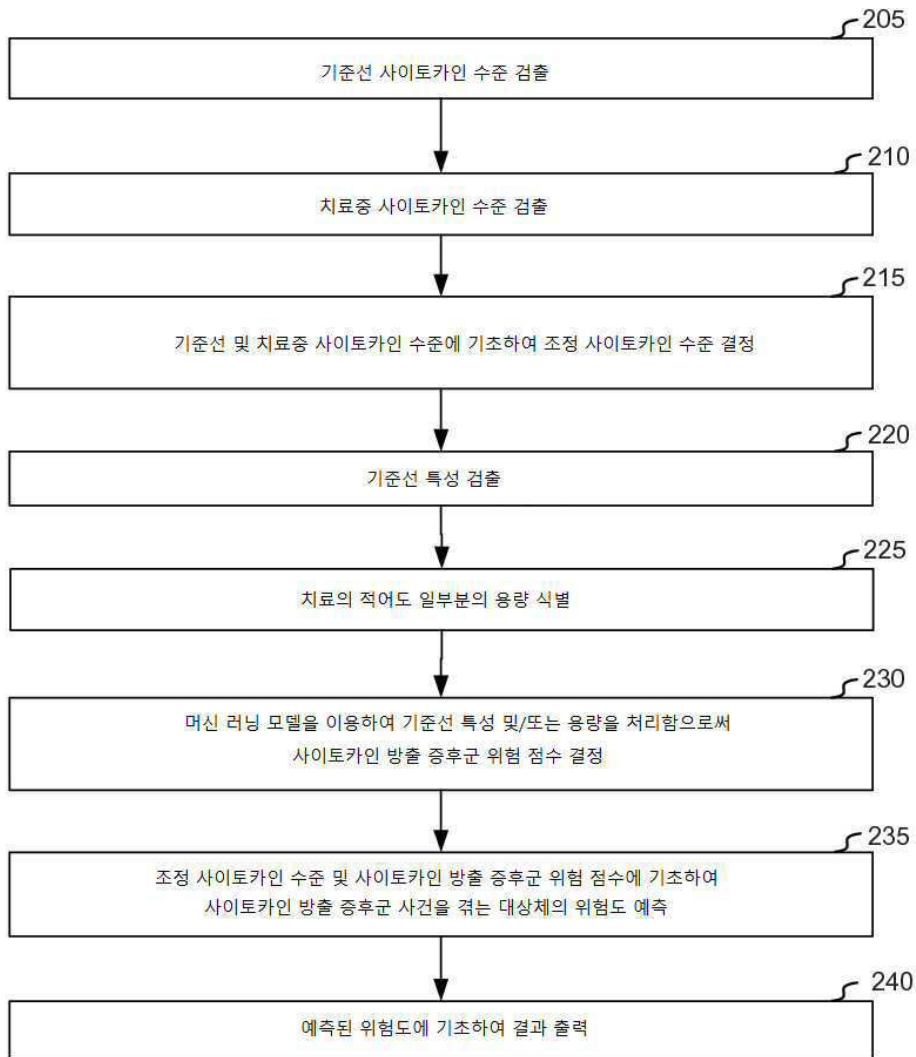 205
기준선 사이토카인 수준 검출
210
치료중 사이토카인 수준 검출
215
기준선 및 치료중 사이토카인 수준에 기초하여 조정 사이토카인 수준 결정
220
기준선 특성 검출
225
치료의 적어도 일부분의 용량 식별
230
머신 러닝 모델을 이용하여 기준선 특성 및/또는 용량을 처리함으로써
사이토카인 방출 증후군 위험 점수 결정
235
조정 사이토카인 수준 및 사이토카인 방출 증후군 위험 점수에 기초하여
사이토카인 방출 증후군 사건을 겪는 대상체의 위험도 예측
240
예측된 위험도에 기초하여 결과 출력